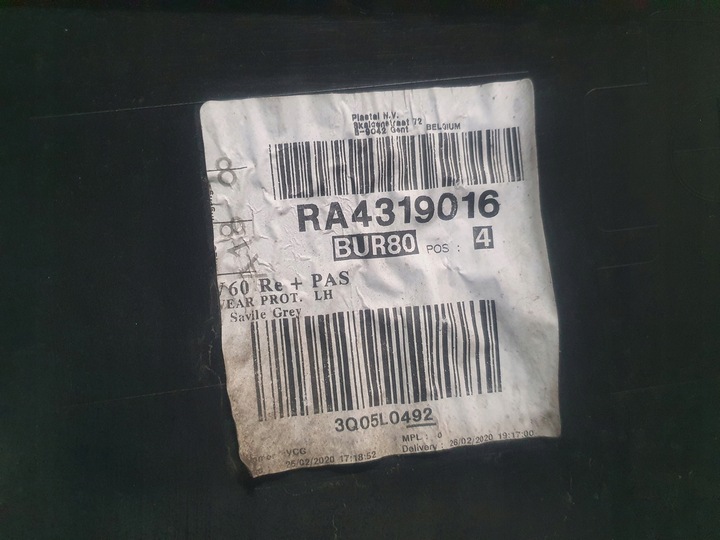 Plastal N.V.
Skaldenstraat 72
B-9042 Gent BELGIUM
RA4319016
BUR80 POS : 4
V60 Re + PAS
WEAR PROT. LH
Savile Grey
3Q05L0492
VCG MPL : 0
25/02/2020 17:18:52 Delivery : 26/02/2020 19:17:00